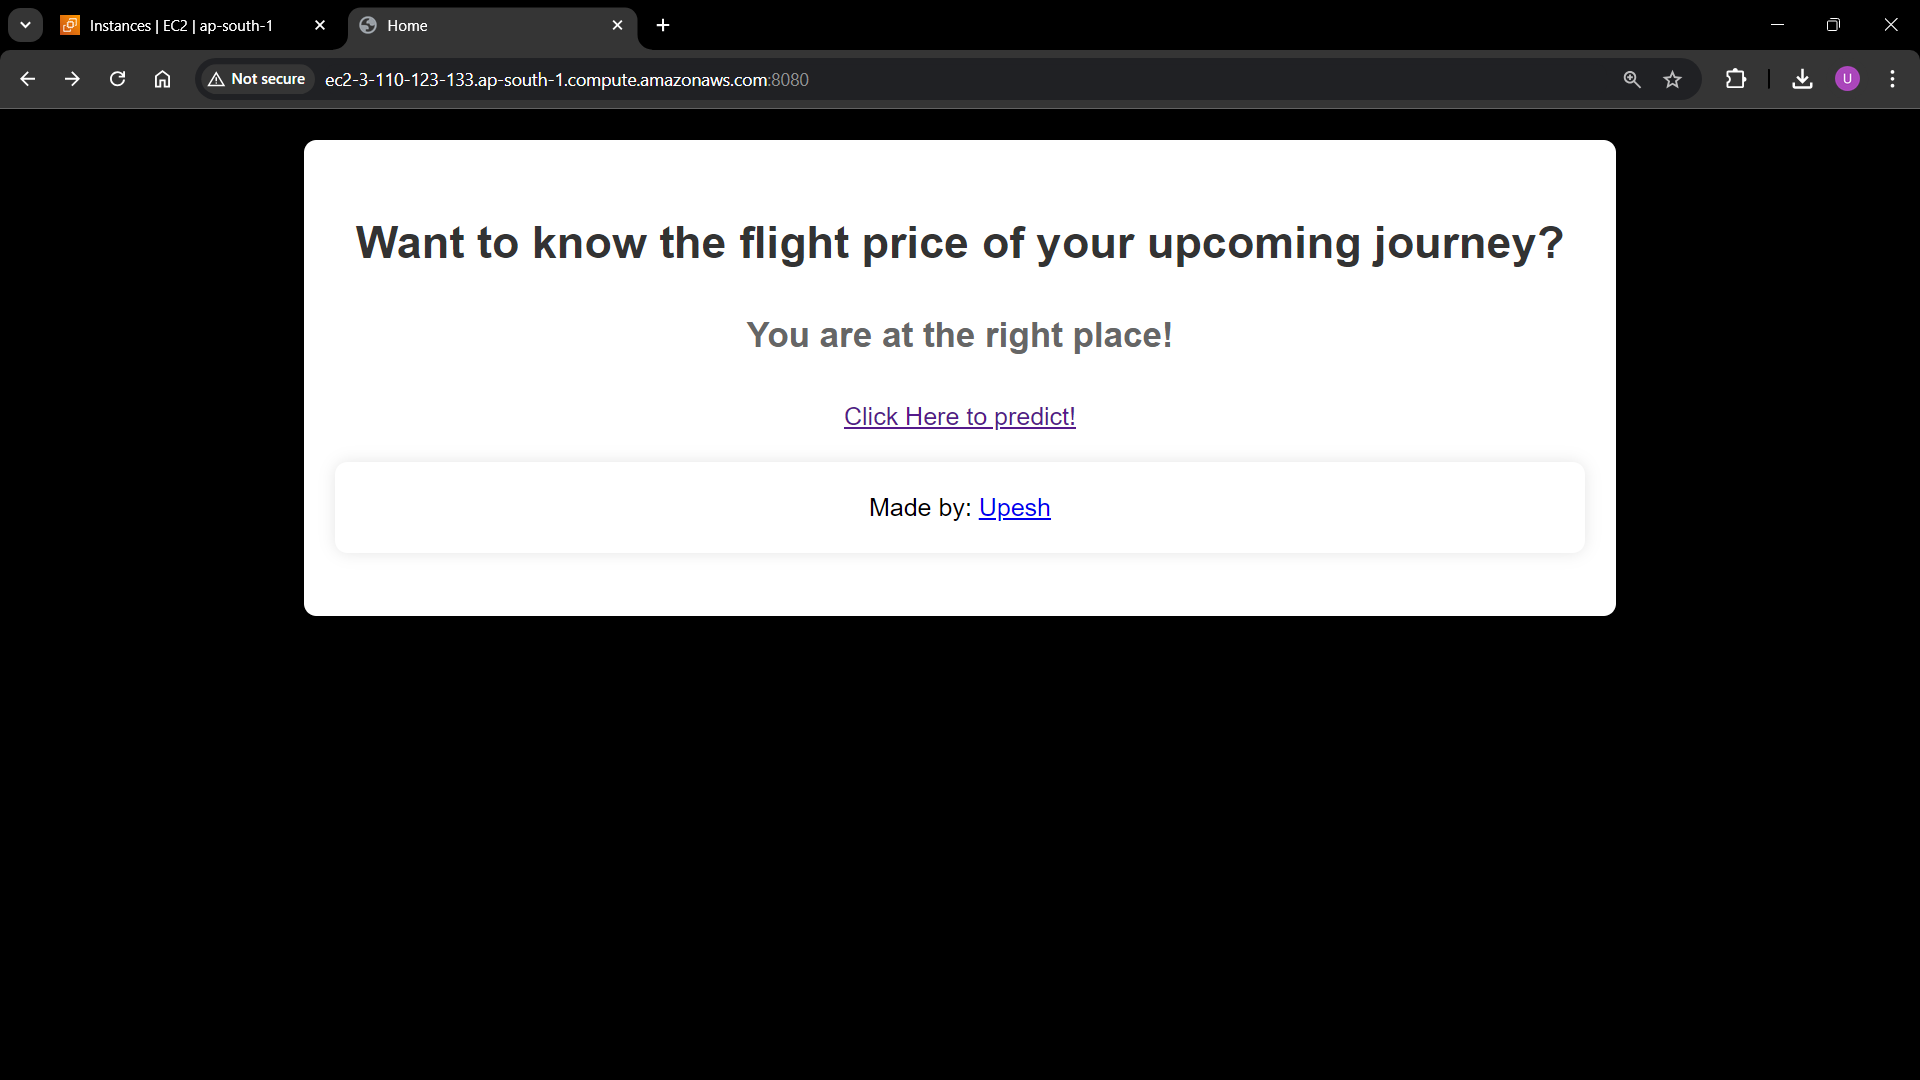 Instances | EC2 | ap-south-1
Home
Not secure
ec2-3-110-123-133.ap-south-1.compute.amazonaws.com:8080
U
Want to know the flight price of your upcoming journey?
You are at the right place!
Click Here to predict!
Made by: Upesh